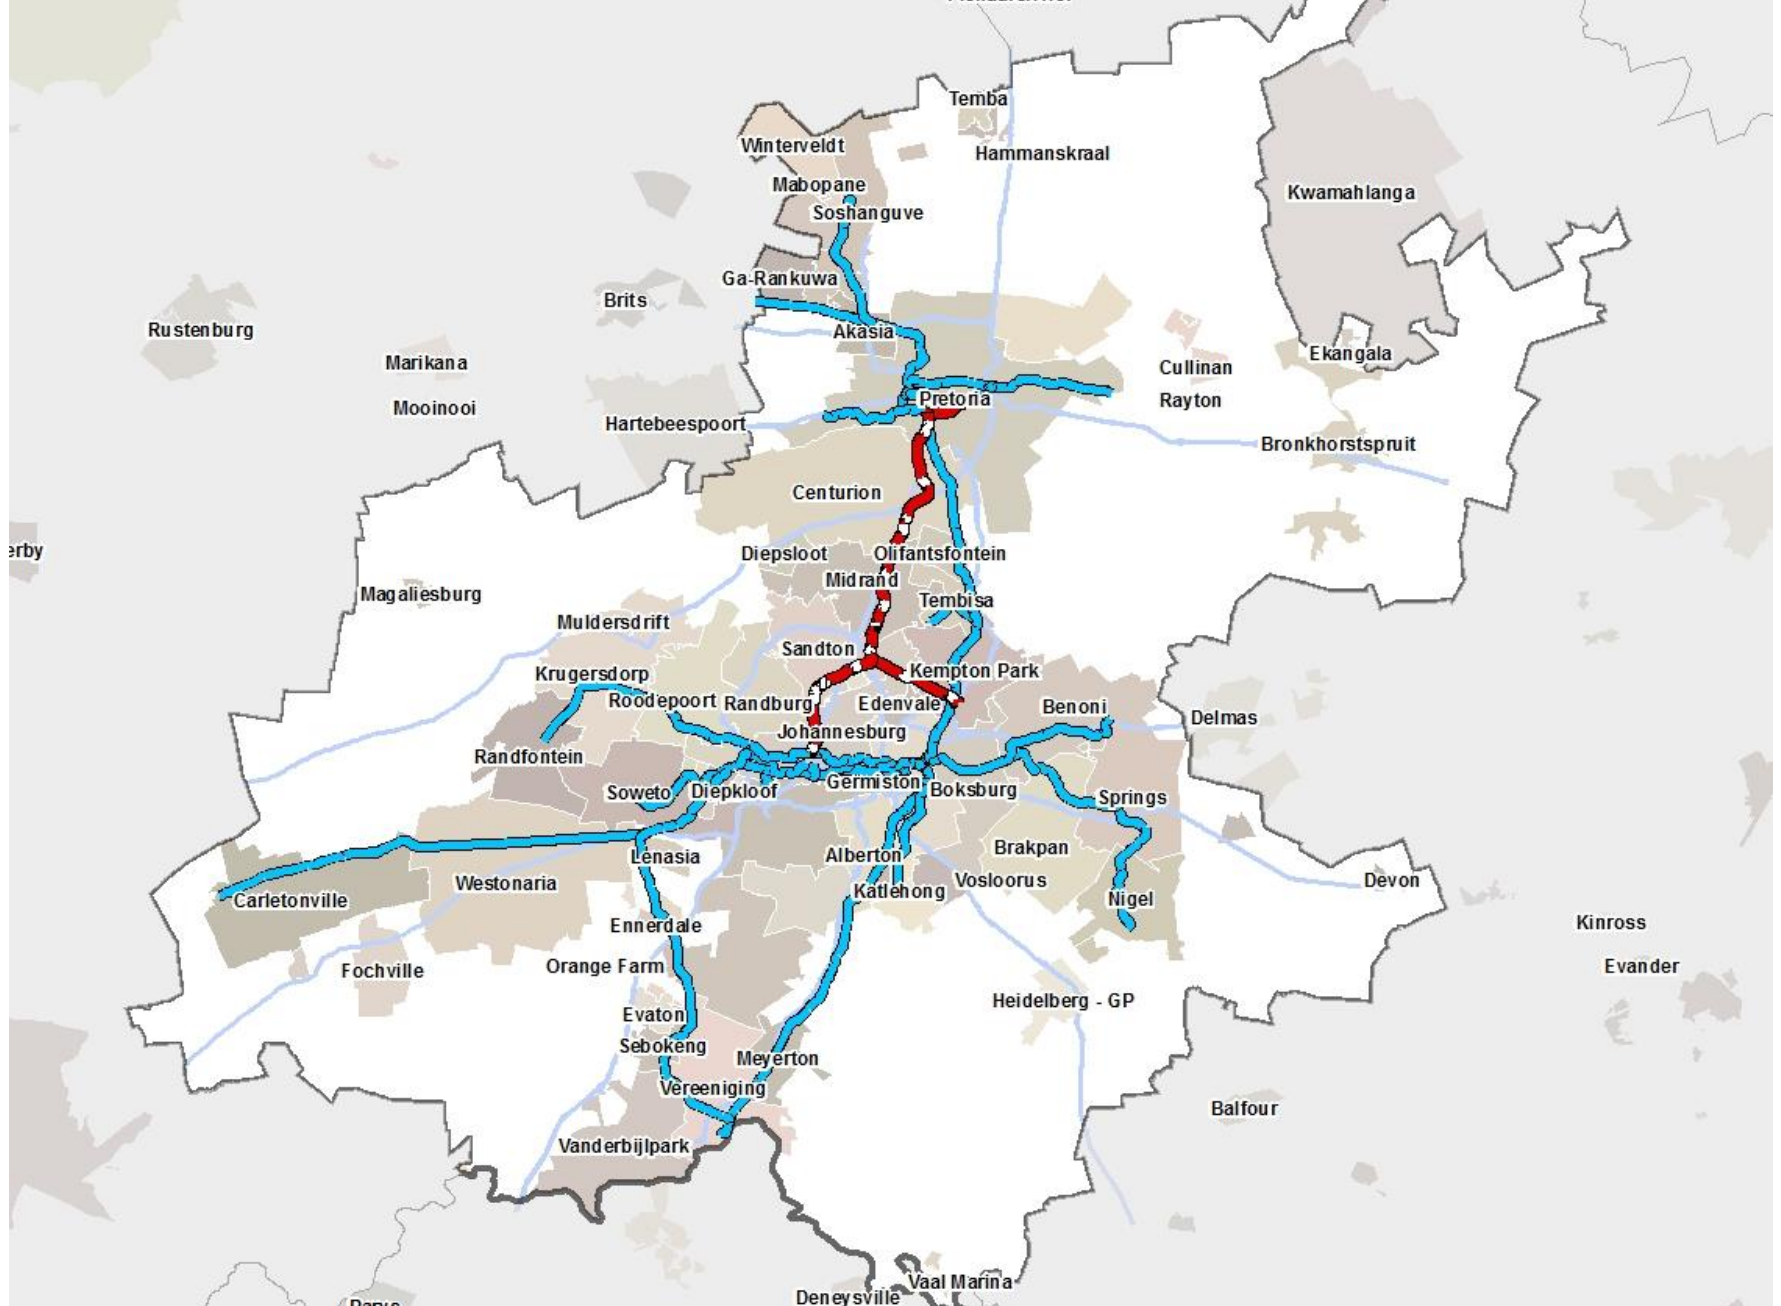 Temba
Winterveldt
Hammanskraal
Mabopane
Kwamahlanga
Soshanguve
Ga-Rankuwa
Brits
Rustenburg
Akasia
Ekangala
Marikana
Cullinan
Pretoria
Rayton
Mooinooi
Hartebeespoort
Bronkhorstspruit
Centurion
erby
Diepsloot
Olifantsfontein
Midrand
Magaliesburg
Tembisa
Muldersdrift
Sandton
Krugersdorp
Kempton Park
Roodepoort
Randburg
Edenvale
Benoni
Delmas
Johannesburg
Randfontein
Germiston
Soweto
Diepkloof
Boksburg
Springs
Brakpan
Lenasia
Alberton
Westonaria
Vosloorus
Devon
Katlehong
Carletonville
Nigel
Ennerdale
Kinross
Orange Farm
Evander
Fochville
Heidelberg - GP
Evaton
Sebokeng
Meyerton
Vereeniging
Balfour
Vanderbijlpark
Vaal Marina
Deneysville